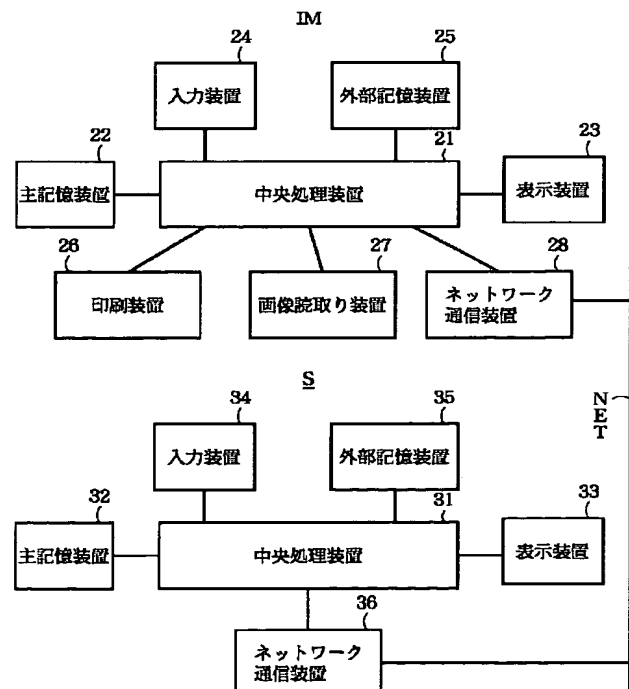 IM
24
25
入力装置
外部記憶装置
22
21
23
主記憶装置
中央処理装置
表示装置
26
27
28
印刷装置
画像読取り装置
ネットワーク
通信装置
S
NET
34
35
入力装置
外部記憶装置
32
31
33
主記憶装置
中央処理装置
表示装置
36
ネットワーク
通信装置